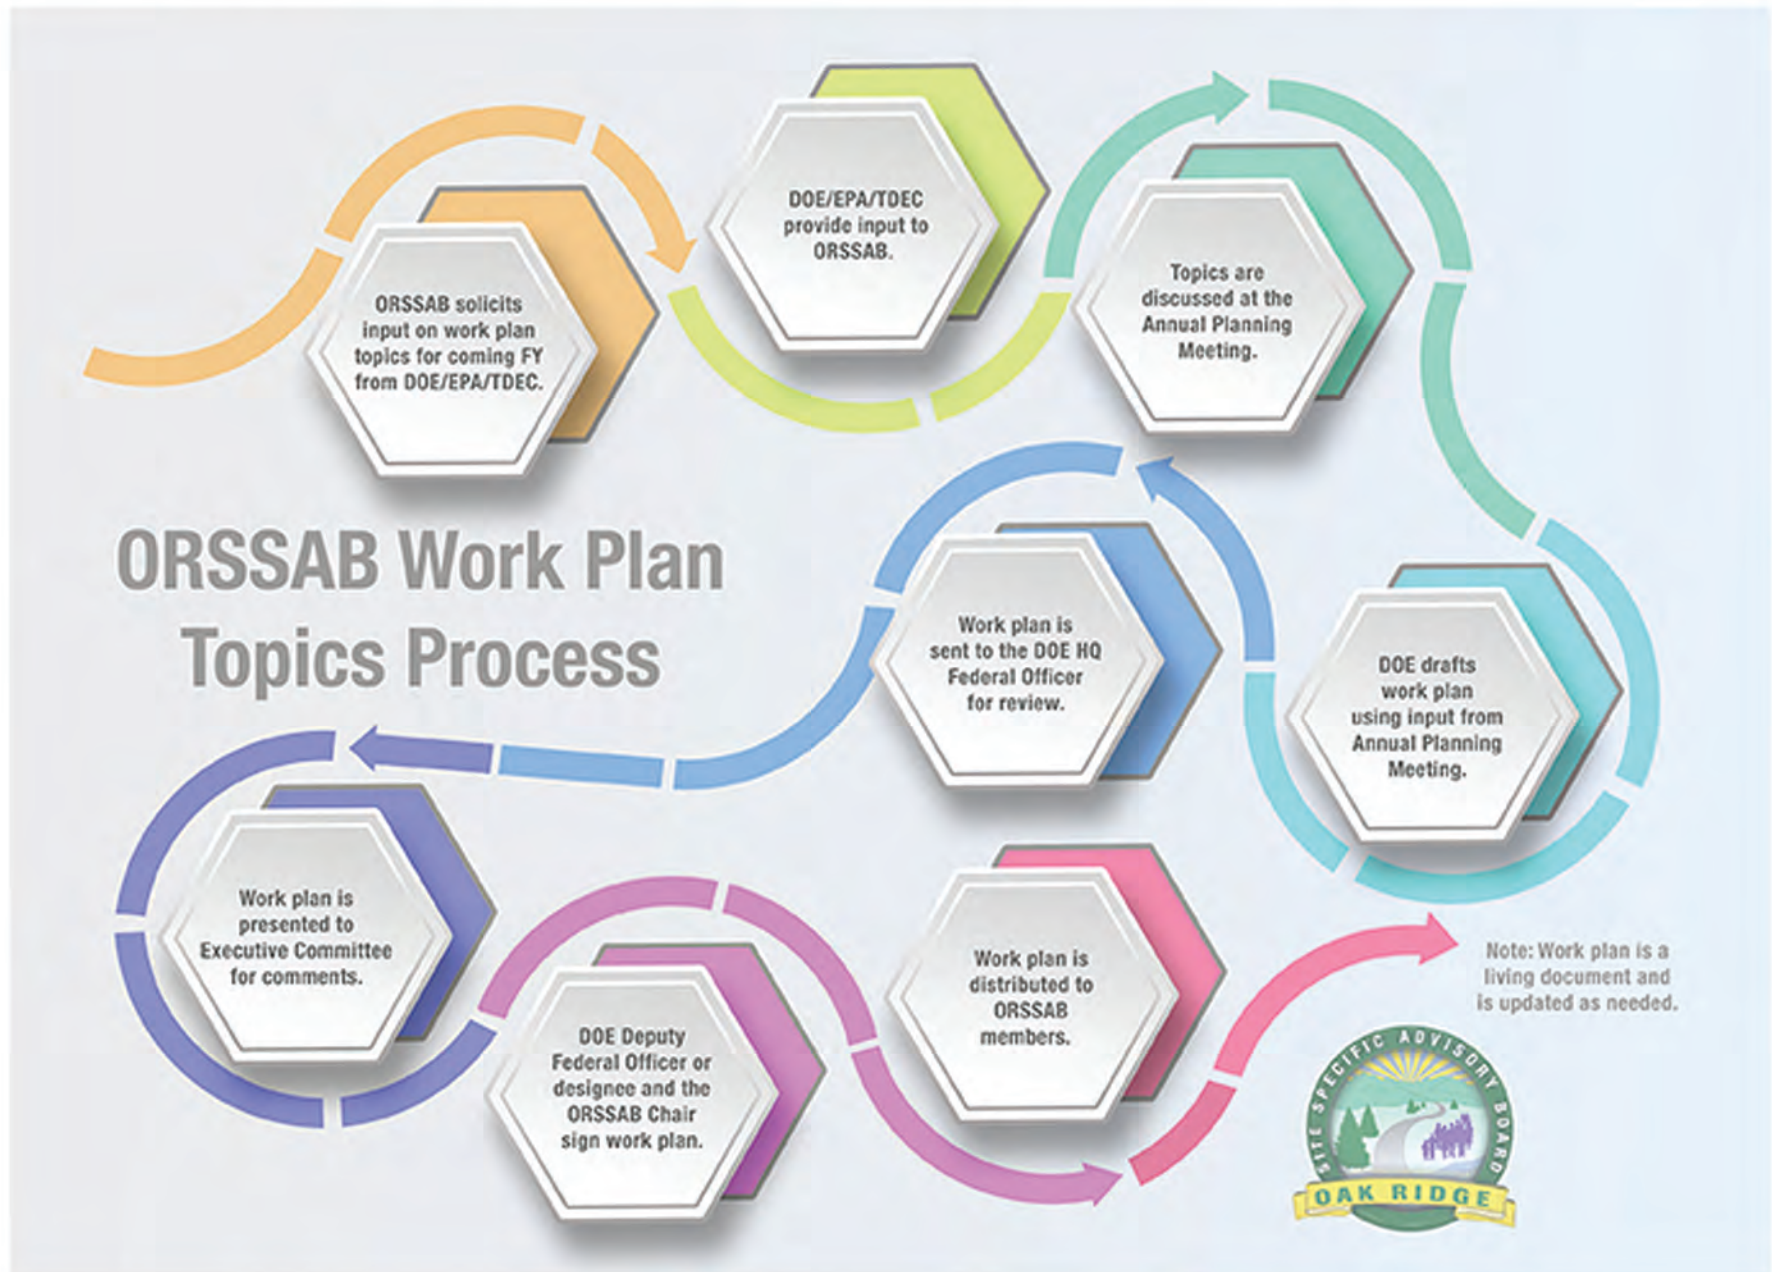 ORSSAB solicits
input on work plan
topics for coming FY
from DOE/EPA/TDEC.
DOE/EPA/TDEC
provide input to
ORSSAB.
Topics are
discussed at the
Annual Planning
Meeting.
ORSSAB Work Plan
Topics Process
DOE drafts
work plan
using input from
Annual Planning
Meeting.
Work plan is
sent to the DOE HQ
Federal Officer
for review.
Work plan is
presented to
Executive Committee
for comments.
DOE Deputy
Federal Officer or
designee and the
ORSSAB Chair
sign work plan.
Work plan is
distributed to
ORSSAB
members.
Note: Work plan is a
living document and
is updated as needed.
SITE SPECIFIC ADVISORY BOARD
OAK RIDGE